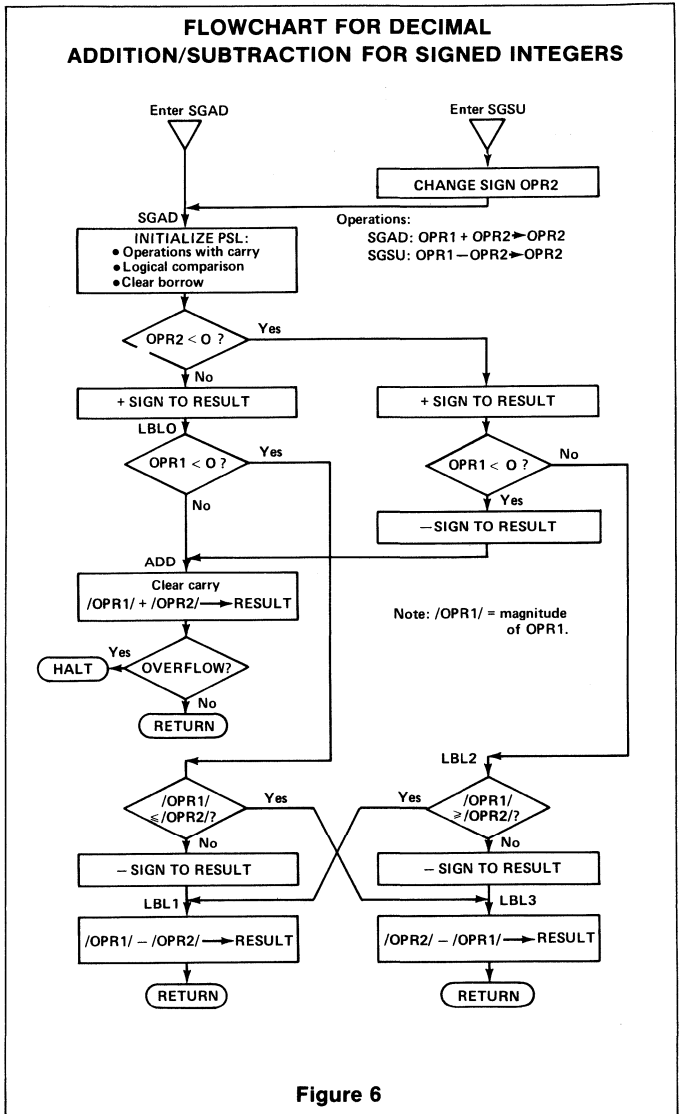 FLOWCHART FOR DECIMAL
ADDITION/SUBTRACTION FOR SIGNED INTEGERS
Enter SGAD
Enter SGSU
CHANGE SIGN OPR2
SGAD
INITIALIZE PSL:
• Operations with carry
• Logical comparison
• Clear borrow
Operations:
SGAD: OPR1 + OPR2➔OPR2
SGSU: OPR1 — OPR2➔OPR2
OPR2 < O ?
Yes
No
+ SIGN TO RESULT
+ SIGN TO RESULT
LBLO
OPR1 < O ?
Yes
No
OPR1 < O ?
No
Yes
— SIGN TO RESULT
ADD
Clear carry
/OPR1/ + /OPR2/ ➔ RESULT
Note: /OPR1/ = magnitude
of OPR1.
OVERFLOW?
Yes
HALT
No
RETURN
/OPR1/
⩽/OPR2/?
Yes
No
LBL2
/OPR1/
⩾/OPR2/?
Yes
No
— SIGN TO RESULT
— SIGN TO RESULT
LBL1
LBL3
/OPR1/ — /OPR2/ ➔ RESULT
/OPR2/ — /OPR1/ ➔ RESULT
RETURN
RETURN
Figure 6